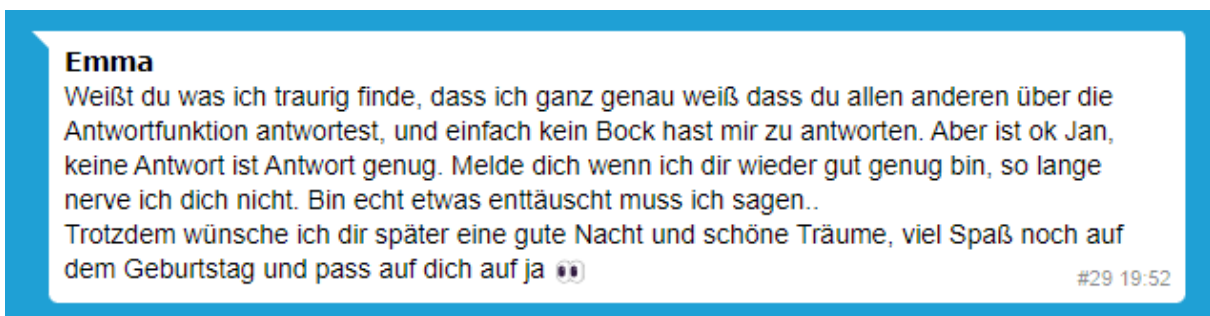 Emma
Weißt du was ich traurig finde, dass ich ganz genau weiß dass du allen anderen über die
Antwortfunktion antwortest, und einfach kein Bock hast mir zu antworten. Aber ist ok Jan,
keine Antwort ist Antwort genug. Melde dich wenn ich dir wieder gut genug bin, so lange
nerve ich dich nicht. Bin echt etwas enttäuscht muss ich sagen..
Trotzdem wünsche ich dir später eine gute Nacht und schöne Träume, viel Spaß noch auf
dem Geburtstag und pass auf dich auf ja 👀
#29 19:52